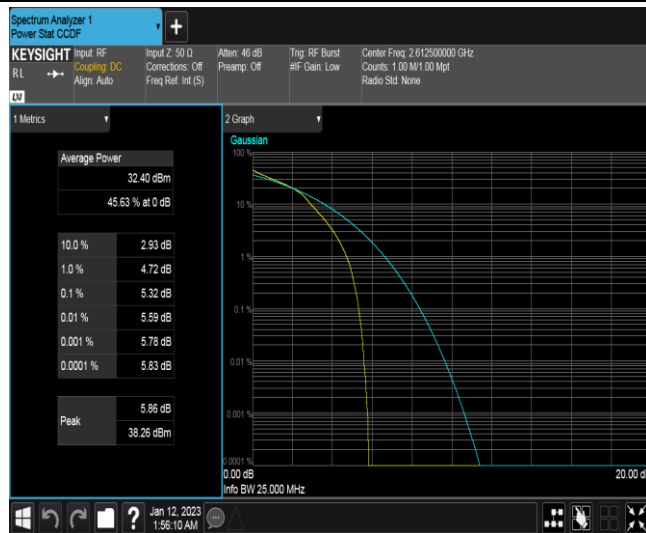 Spectrum Analyzer 1
Power Stat CCDF
KEYSIGHT
RL
Input: RF
Coupling: DC
Align: Auto
Input Z: 50 Ω
Corrections: Off
Freq Ref: Int (S)
Atten: 46 dB
Preamp: Off
Trig: RF Burst
#IF Gain: Low
Center Freq: 2.612500000 GHz
Counts: 1.00 M/1.00 Mpt
Radio Std: None
1 Metrics
Average Power
32.40 dBm
45.63 % at 0 dB
10.0 % 2.93 dB
1.0 % 4.72 dB
0.1 % 5.32 dB
0.01 % 5.59 dB
0.001 % 5.78 dB
0.0001 % 5.83 dB
Peak
5.86 dB
38.26 dBm
2 Graph
Gaussian
100 %
10 %
1 %
0.1 %
0.01 %
0.001 %
0.0001 %
0.00 dB
20.00 d
Info BW 25.000 MHz
?
Jan 12, 2023
1:56:10 AM